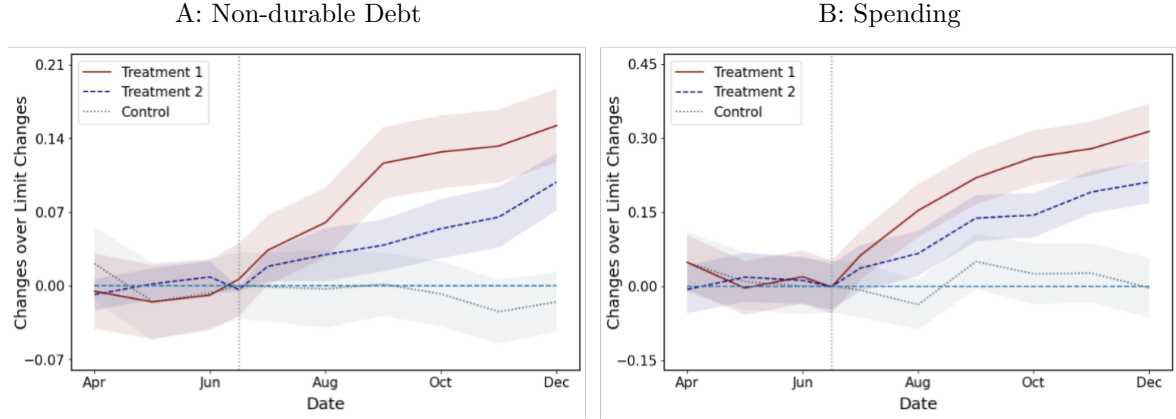 A: Non-durable Debt
Changes over Limit Changes
0.21
0.14
0.07
0.00
−0.07
Treatment 1
Treatment 2
Control
Apr
Jun
Aug
Oct
Dec
Date
B: Spending
Changes over Limit Changes
0.45
0.30
0.15
0.00
−0.15
Treatment 1
Treatment 2
Control
Apr
Jun
Aug
Oct
Dec
Date